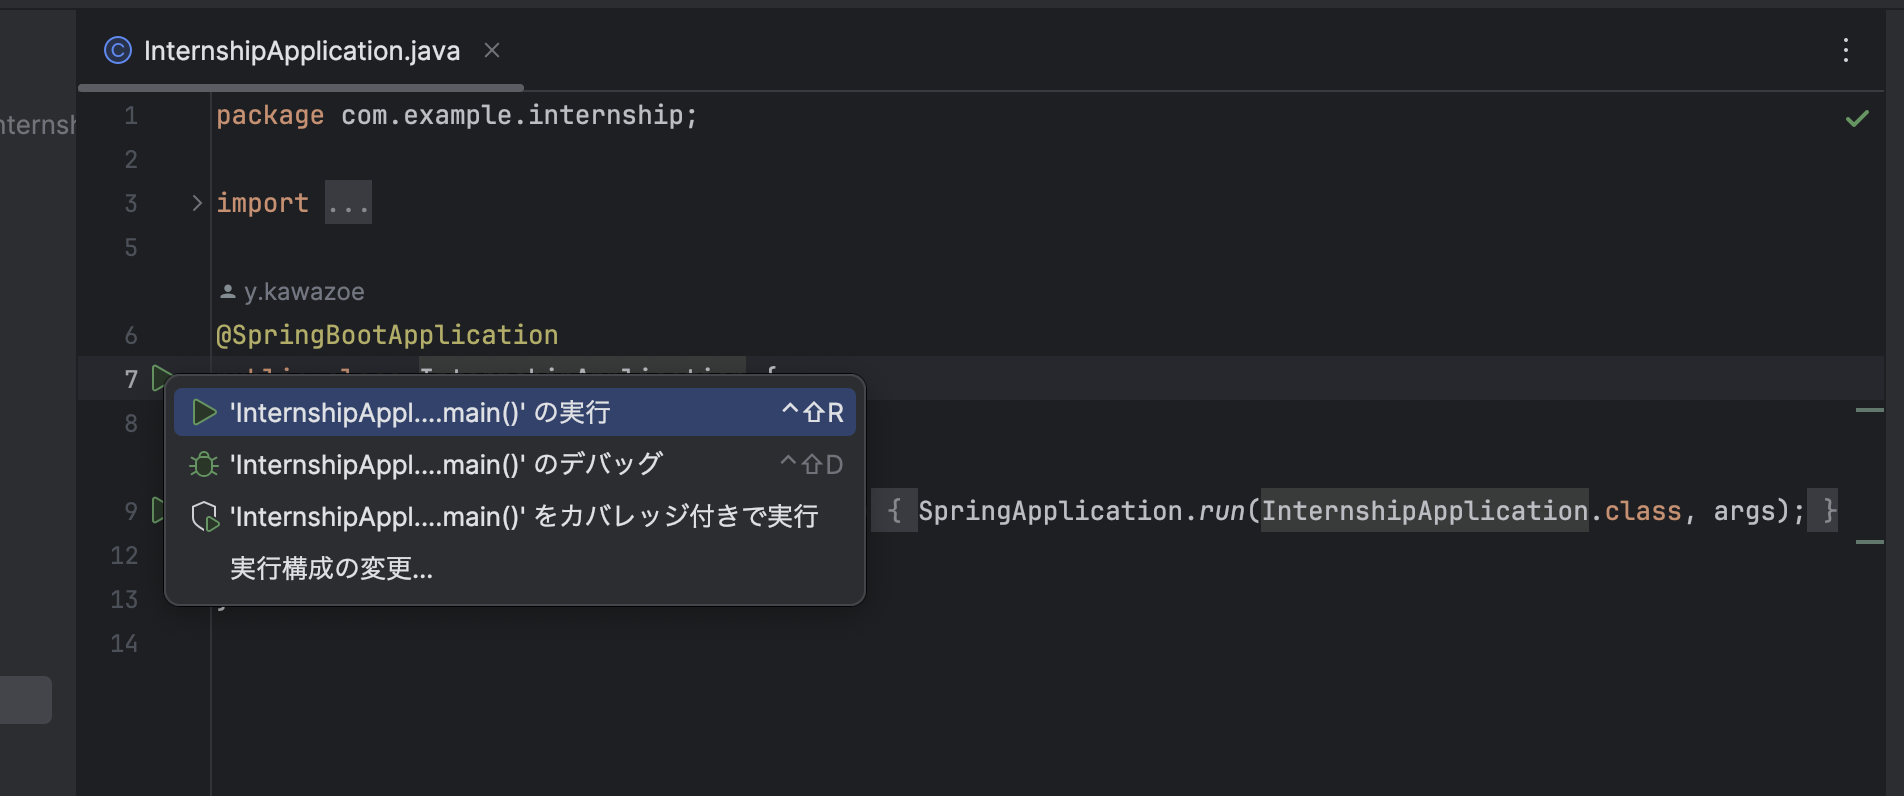 InternshipApplication.java
1 package com.example.internship;
2
3 import ...
5
y.kawazoe
6 @SpringBootApplication
7
'InternshipAppl....main()' の実行 ^⇧R
8
'InternshipAppl....main()' のデバッグ ^⇧D
9 { SpringApplication.run(InternshipApplication.class, args); }
'InternshipAppl....main()' をカバレッジ付きで実行
12
実行構成の変更...
13
14